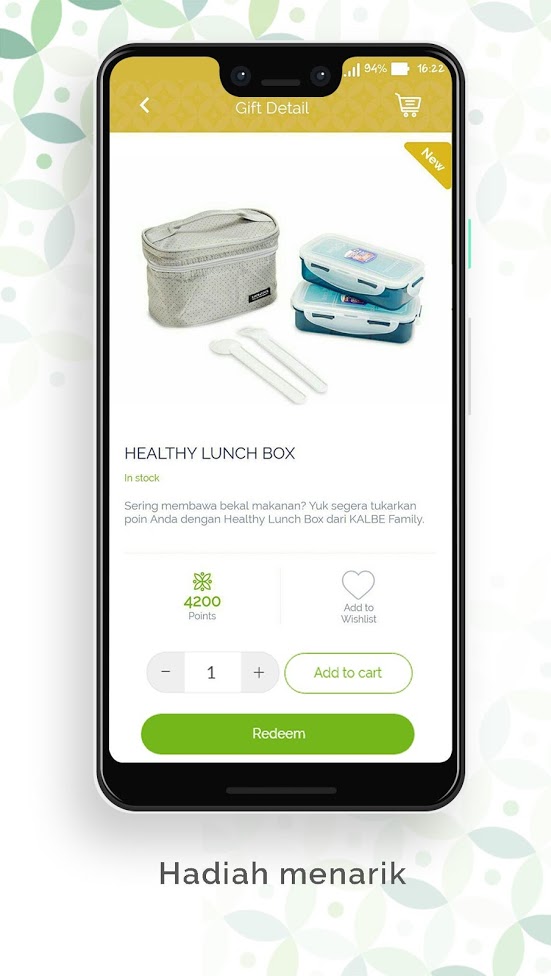 94% 16:22
Gift Detail
New
HEALTHY LUNCH BOX
In stock
Sering membawa bekal makanan? Yuk segera tukarkan
poin Anda dengan Healthy Lunch Box dari KALBE Family.
4200
Points
Add to
Wishlist
− 1 + Add to cart
Redeem
Hadiah menarik